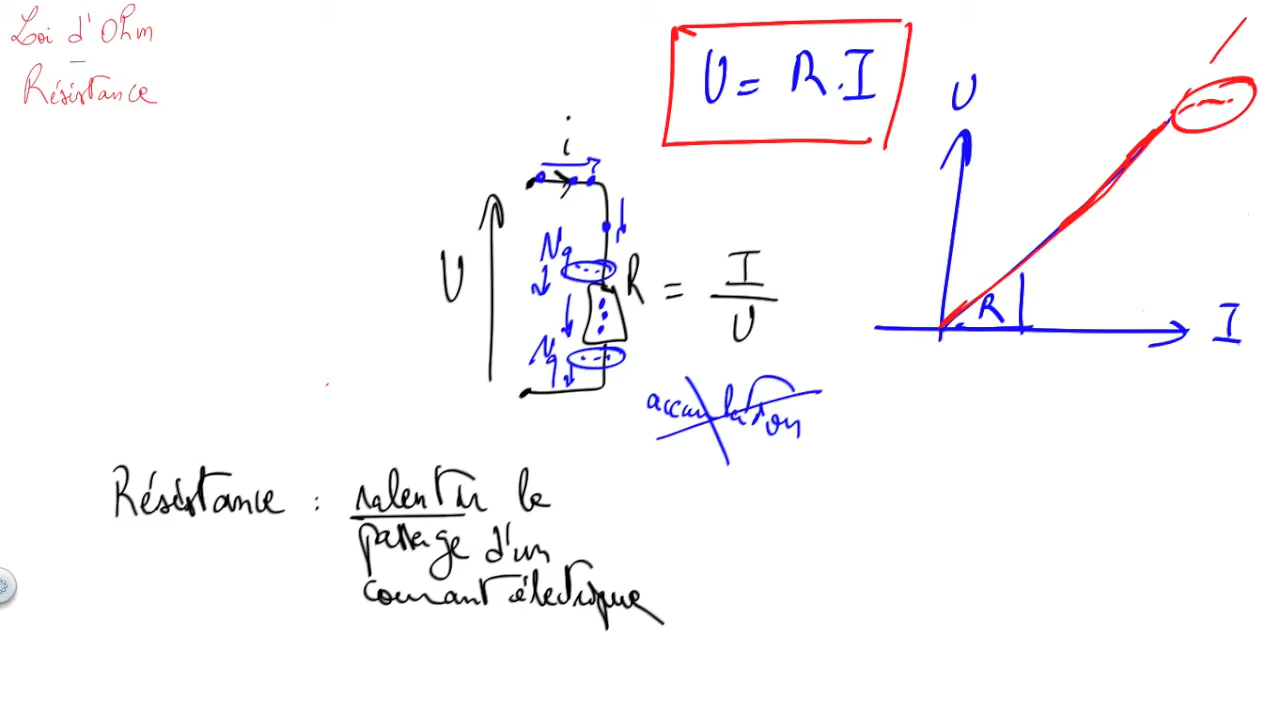 Loi d'Ohm
-
Résistance
U = R.I
U
i
Nq
U
R = I/U
R
I
Nq
accumulation
Résistance : ralentir le
passage d'un
courant électrique